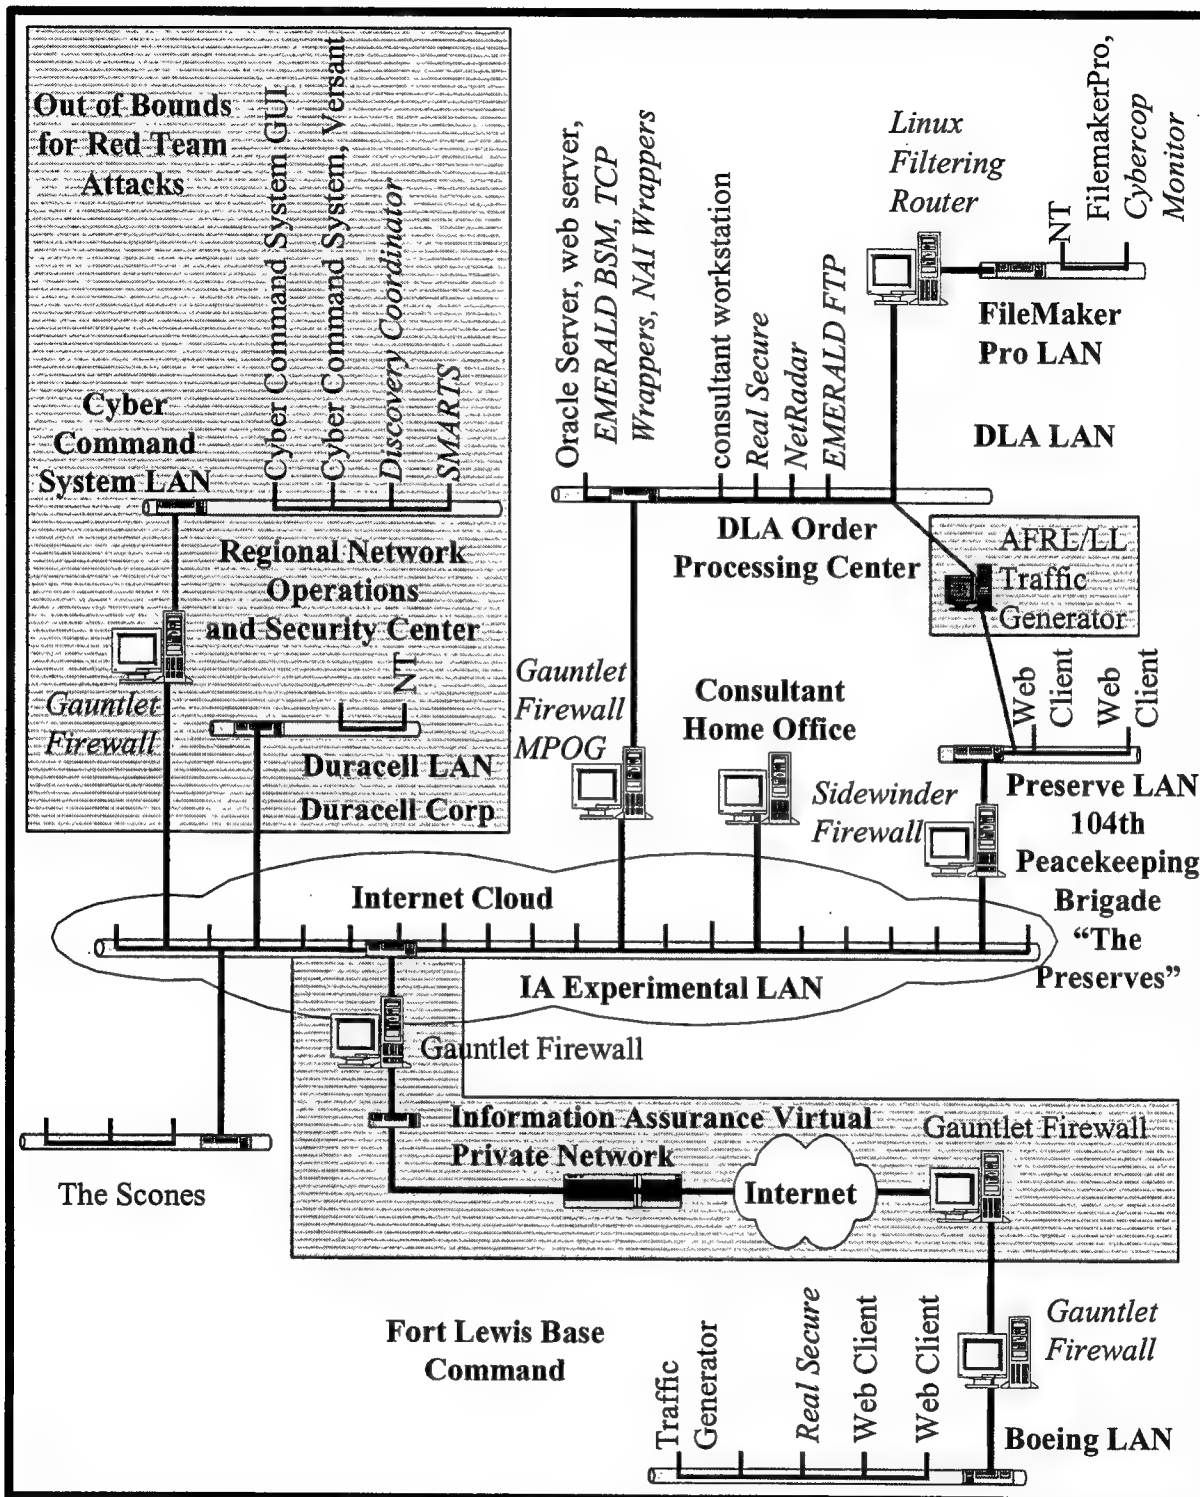 Out of Bounds
for Red Team
Attacks
Cyber Command System GUI
Cyber Command System, Versant
Discovery Coordinator
SMARTS
Cyber
Command
System LAN
Regional Network
Operations
and Security Center
Gauntlet
Firewall
NT
Duracell LAN
Duracell Corp
Oracle Server, web server,
EMERALD BSM, TCP
Wrappers, NAI Wrappers
consultant workstation
Real Secure
NetRadar
EMERALD FTP
Linux
Filtering
Router
NT
FilemakerPro,
Cybercop
Monitor
FileMaker
Pro LAN
DLA LAN
DLA Order
Processing Center
AFRL/LL
Traffic
Generator
Gauntlet
Firewall
MPOG
Consultant
Home Office
Web
Client
Web
Client
Sidewinder
Firewall
Preserve LAN
104th
Peacekeeping
Brigade
“The
Preserves”
Internet Cloud
IA Experimental LAN
Gauntlet Firewall
The Scones
Information Assurance Virtual
Private Network
Internet
Gauntlet Firewall
Fort Lewis Base
Command
Traffic
Generator
Real Secure
Web Client
Web Client
Gauntlet
Firewall
Boeing LAN